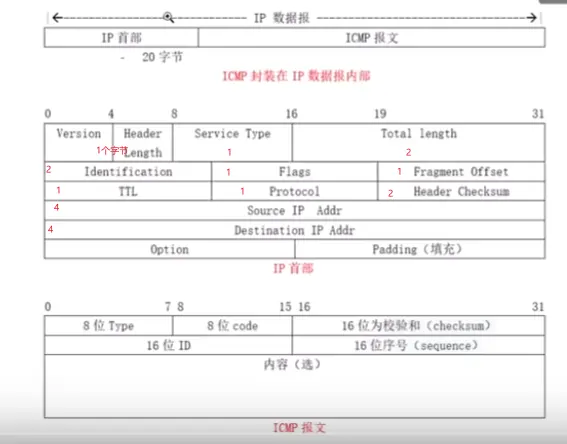 IP 数据报
IP 首部 ICMP 报文
- 20 字节
ICMP 封装在 IP 数据报内部
0 4 8 16 19 31
Version Header Length Service Type Total length
1个字节 1 2
2 Identification 1 Flags 1 Fragment Offset
1 TTL 1 Protocol 2 Header Checksum
4 Source IP Addr
4 Destination IP Addr
Option Padding（填充）
IP 首部
0 7 8 15 16 31
8 位 Type 8 位 code 16 位为校验和（checksum）
16 位 ID 16 位序号（sequence）
内容（选）
ICMP 报文